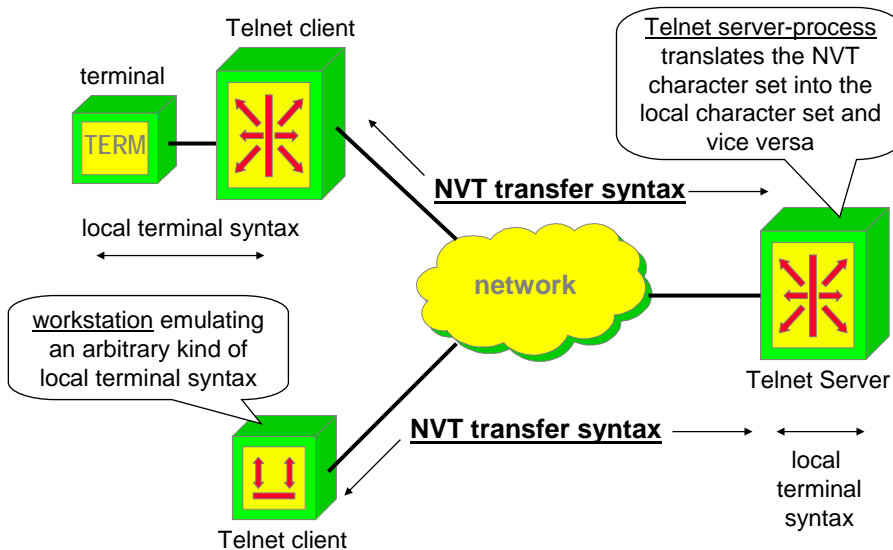 Telnet client
terminal
TERM
local terminal syntax
Telnet server-process
translates the NVT
character set into the
local character set and
vice versa
NVT transfer syntax
network
workstation emulating
an arbitrary kind of
local terminal syntax
Telnet Server
NVT transfer syntax
local
terminal
syntax
Telnet client